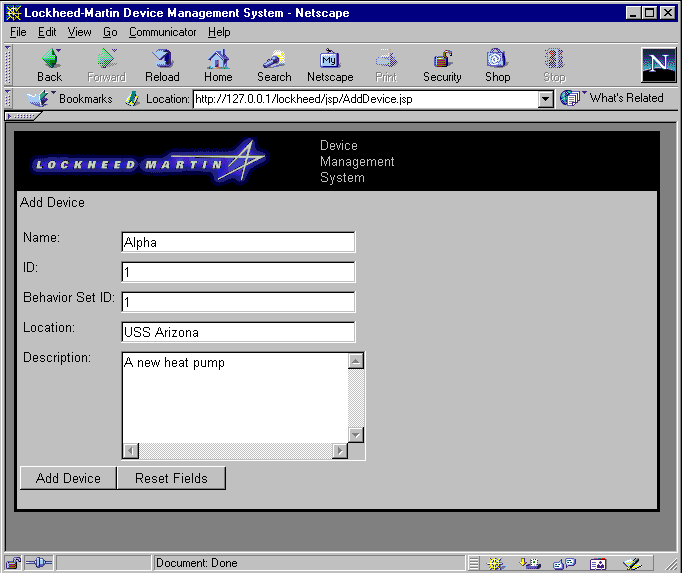 Lockheed-Martin Device Management System - Netscape
File Edit View Go Communicator Help
Back Forward Reload Home Search Netscape Print Security Shop Stop
Bookmarks Location: http://127.0.0.1/lockheed/jsp/AddDevice.jsp What's Related
LOCKHEED MARTIN
Device
Management
System
Add Device
Name: Alpha
ID: 1
Behavior Set ID: 1
Location: USS Arizona
Description: A new heat pump
Add Device Reset Fields
Document: Done